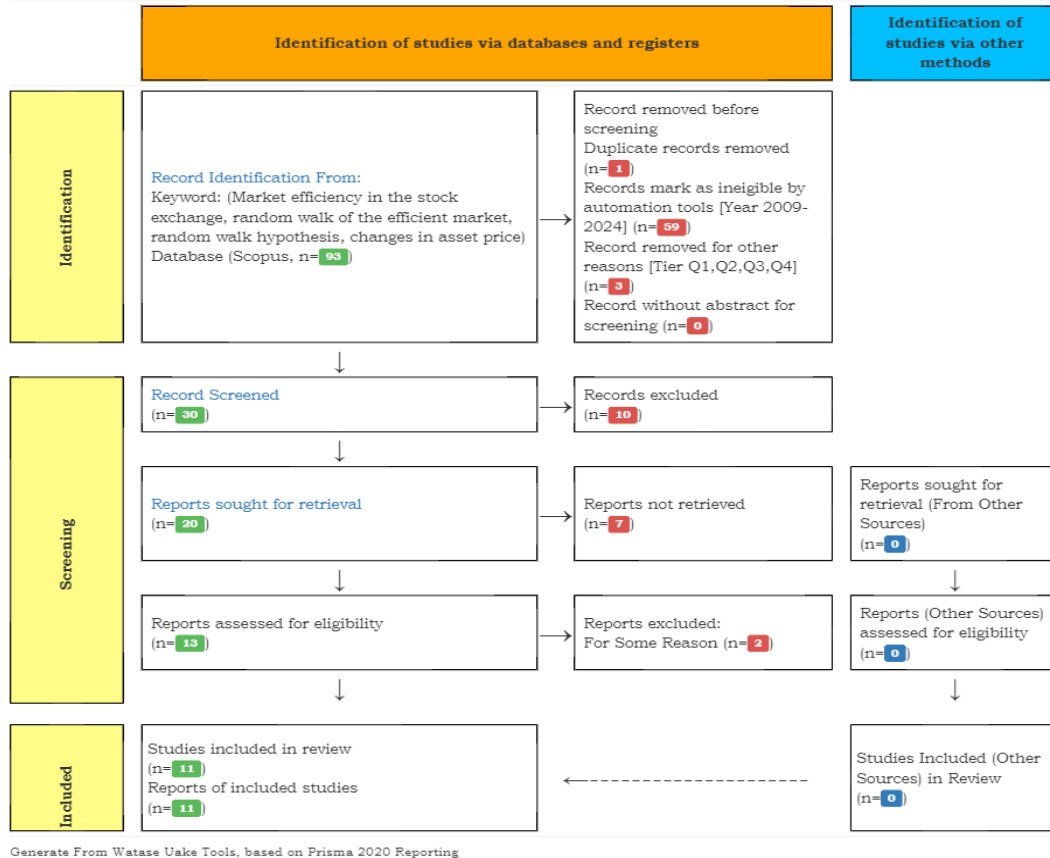 Identification of studies via databases and registers
Identification of
studies via other
methods
Identification
Record Identification From:
Keyword: (Market efficiency in the stock
exchange, random walk of the efficient market,
random walk hypothesis, changes in asset price)
Database (Scopus, n=93)
Record removed before
screening
Duplicate records removed
(n=1)
Records mark as ineigible by
automation tools [Year 2009-
2024] (n=59)
Record removed for other
reasons [Tier Q1,Q2,Q3,Q4]
(n=3)
Record without abstract for
screening (n=0)
Screening
Record Screened
(n=30)
Records excluded
(n=10)
Reports sought for retrieval
(n=20)
Reports not retrieved
(n=7)
Reports sought for
retrieval (From Other
Sources)
(n=0)
Reports assessed for eligibility
(n=13)
Reports excluded:
For Some Reason (n=2)
Reports (Other Sources)
assessed for eligibility
(n=0)
Included
Studies included in review
(n=11)
Reports of included studies
(n=11)
Studies Included (Other
Sources) in Review
(n=0)
Generate From Watase Uake Tools, based on Prisma 2020 Reporting